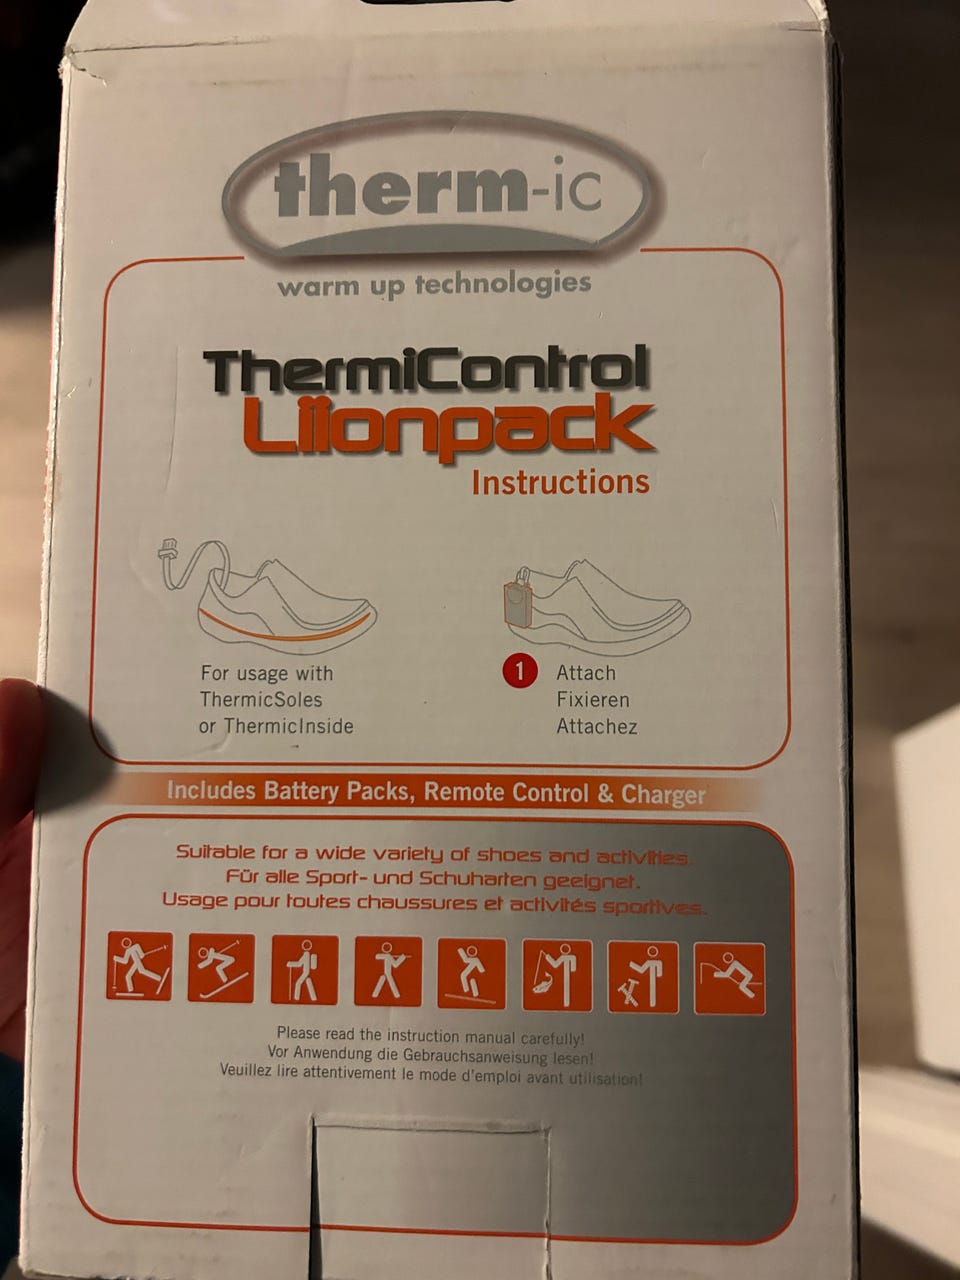 therm-ic
warm up technologies
ThermiControl
Liionpack
Instructions
For usage with
ThermicSoles
or ThermicInside
1 Attach
Fixieren
Attachez
Includes Battery Packs, Remote Control & Charger
Suitable for a wide variety of shoes and activities.
Für alle Sport- und Schuharten geeignet.
Usage pour toutes chaussures et activités sportives.
Please read the instruction manual carefully!
Vor Anwendung die Gebrauchsanweisung lesen!
Veuillez lire attentivement le mode d'emploi avant utilisation!